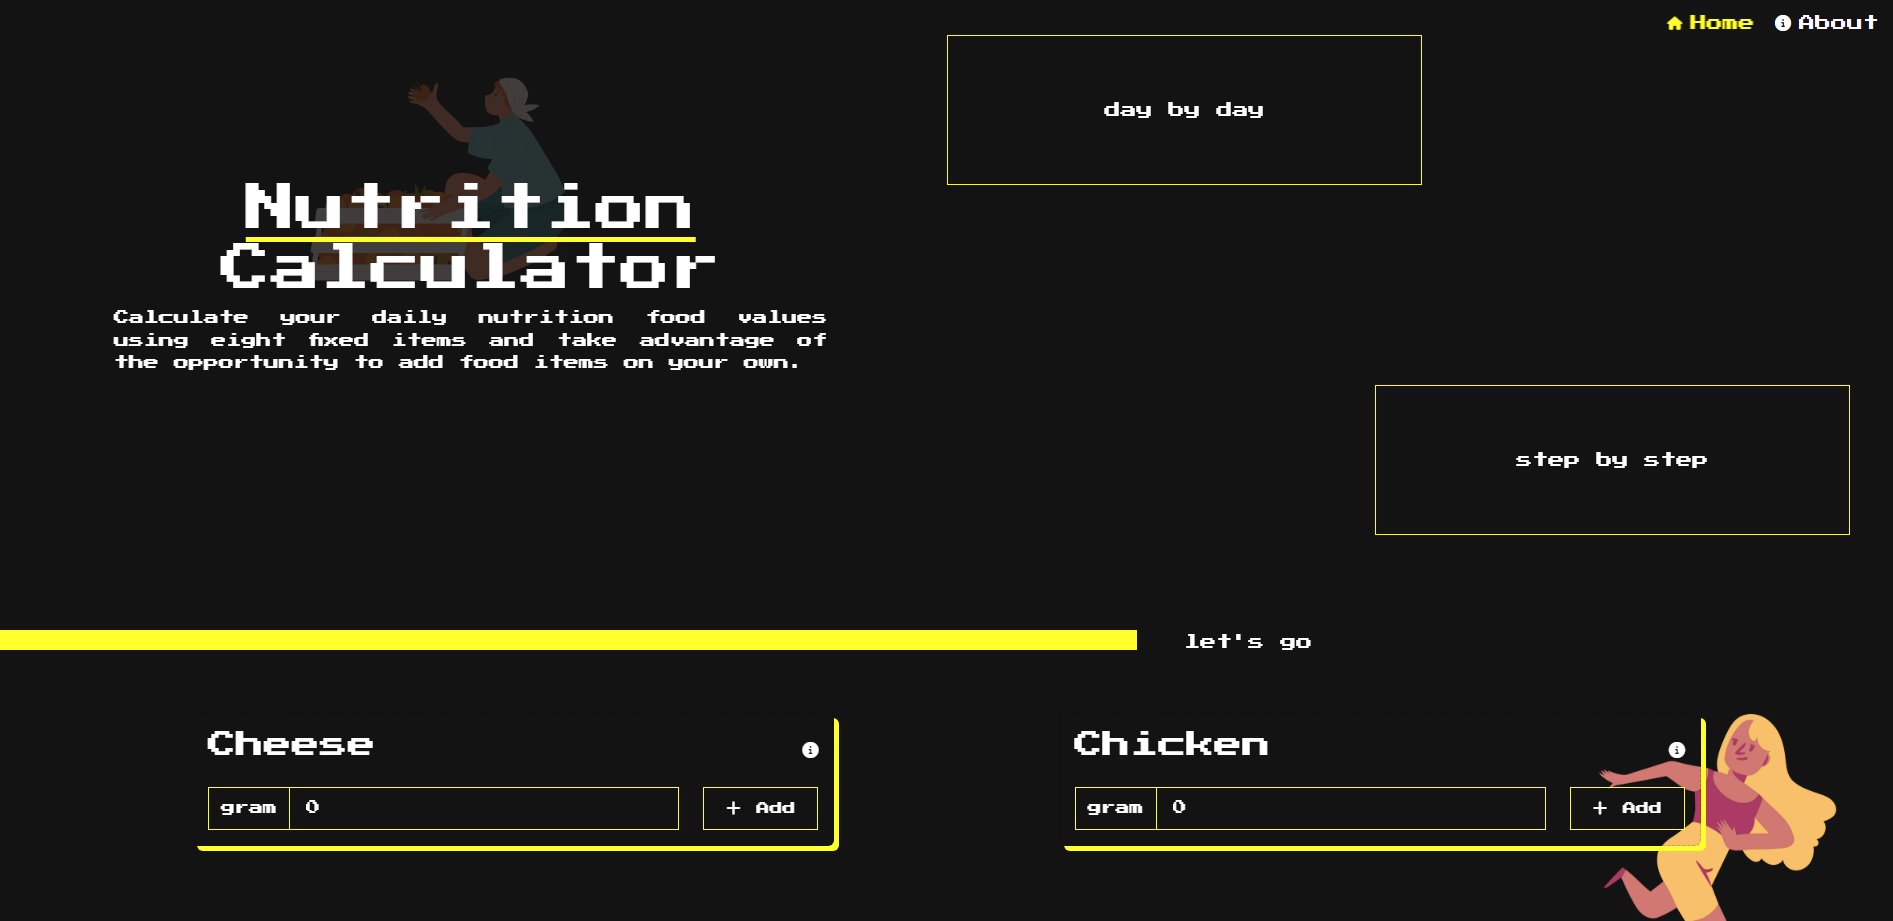 Home About
day by day
Nutrition
Calculator
Calculate your daily nutrition food values
using eight fixed items and take advantage of
the opportunity to add food items on your own.
step by step
let's go
Cheese
gram 0 + Add
Chicken
gram 0 + Add